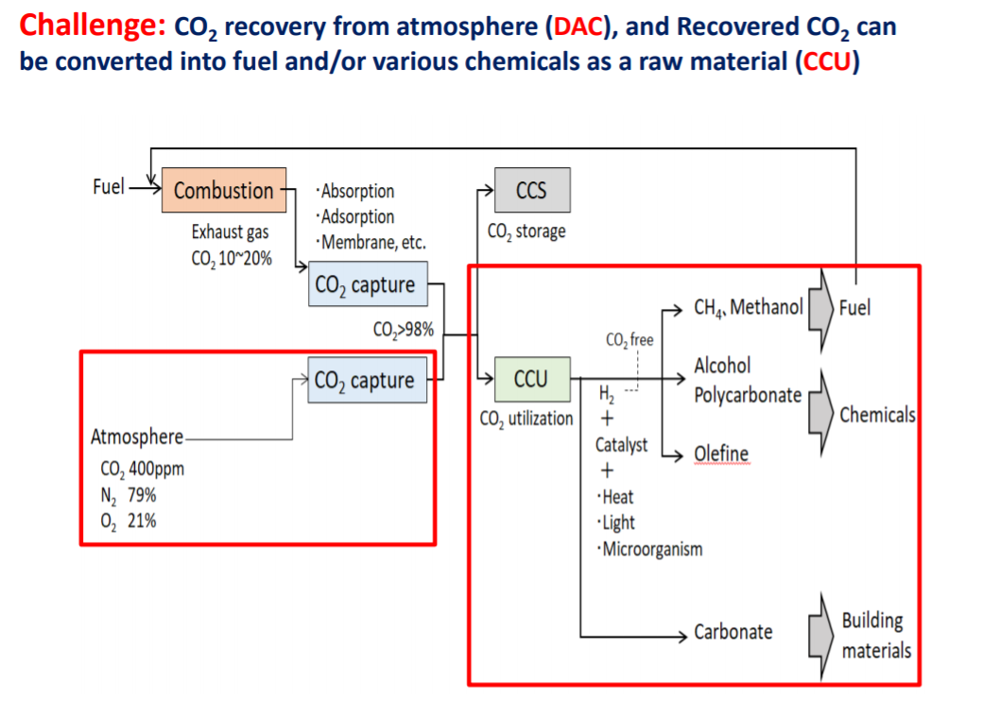 Challenge: CO₂ recovery from atmosphere (DAC), and Recovered CO₂ can
be converted into fuel and/or various chemicals as a raw material (CCU)
Fuel
Combustion
Exhaust gas
CO₂ 10~20%
・Absorption
・Adsorption
・Membrane, etc.
CO₂ capture
CO₂>98%
CO₂ capture
Atmosphere
CO₂ 400ppm
N₂ 79%
O₂ 21%
CCS
CO₂ storage
CCU
CO₂ utilization
CO₂ free
H₂
+
Catalyst
+
・Heat
・Light
・Microorganism
CH₄、Methanol
Fuel
Alcohol
Polycarbonate
Chemicals
Olefine
Carbonate
Building
materials